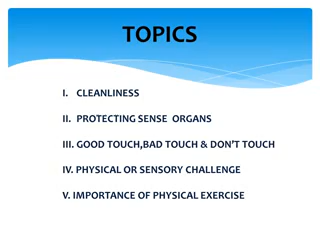 TOPICS
I. CLEANLINESS
II. PROTECTING SENSE ORGANS
III. GOOD TOUCH,BAD TOUCH & DON'T TOUCH
IV. PHYSICAL OR SENSORY CHALLENGE
V. IMPORTANCE OF PHYSICAL EXERCISE